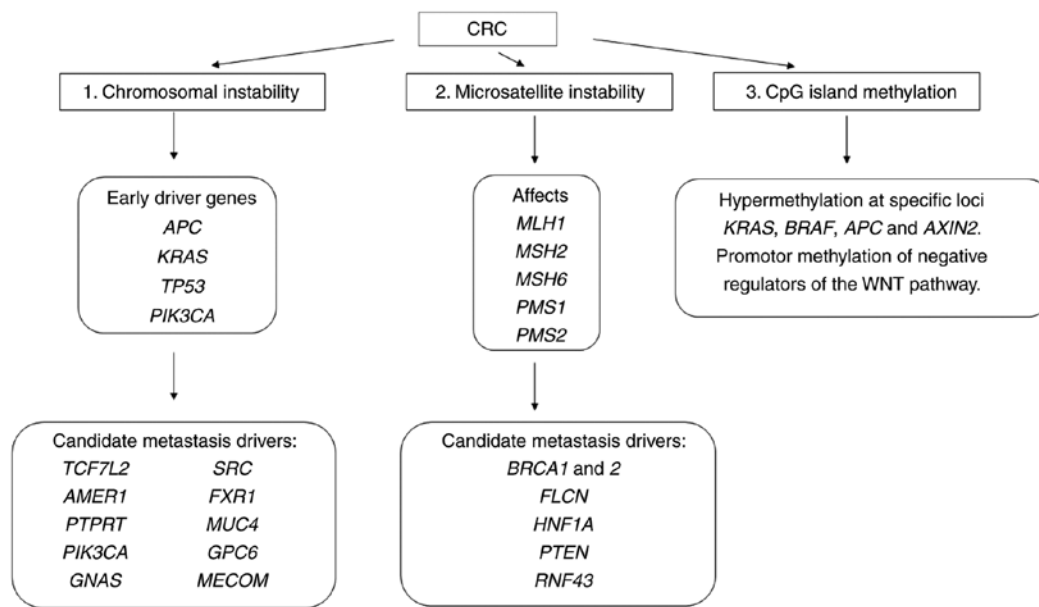 CRC
1. Chromosomal instability
2. Microsatellite instability
3. CpG island methylation
Early driver genes
APC
KRAS
TP53
PIK3CA
Affects
MLH1
MSH2
MSH6
PMS1
PMS2
Hypermethylation at specific loci
KRAS, BRAF, APC and AXIN2.
Promotor methylation of negative
regulators of the WNT pathway.
Candidate metastasis drivers:
TCF7L2 SRC
AMER1 FXR1
PTPRT MUC4
PIK3CA GPC6
GNAS MECOM
Candidate metastasis drivers:
BRCA1 and 2
FLCN
HNF1A
PTEN
RNF43